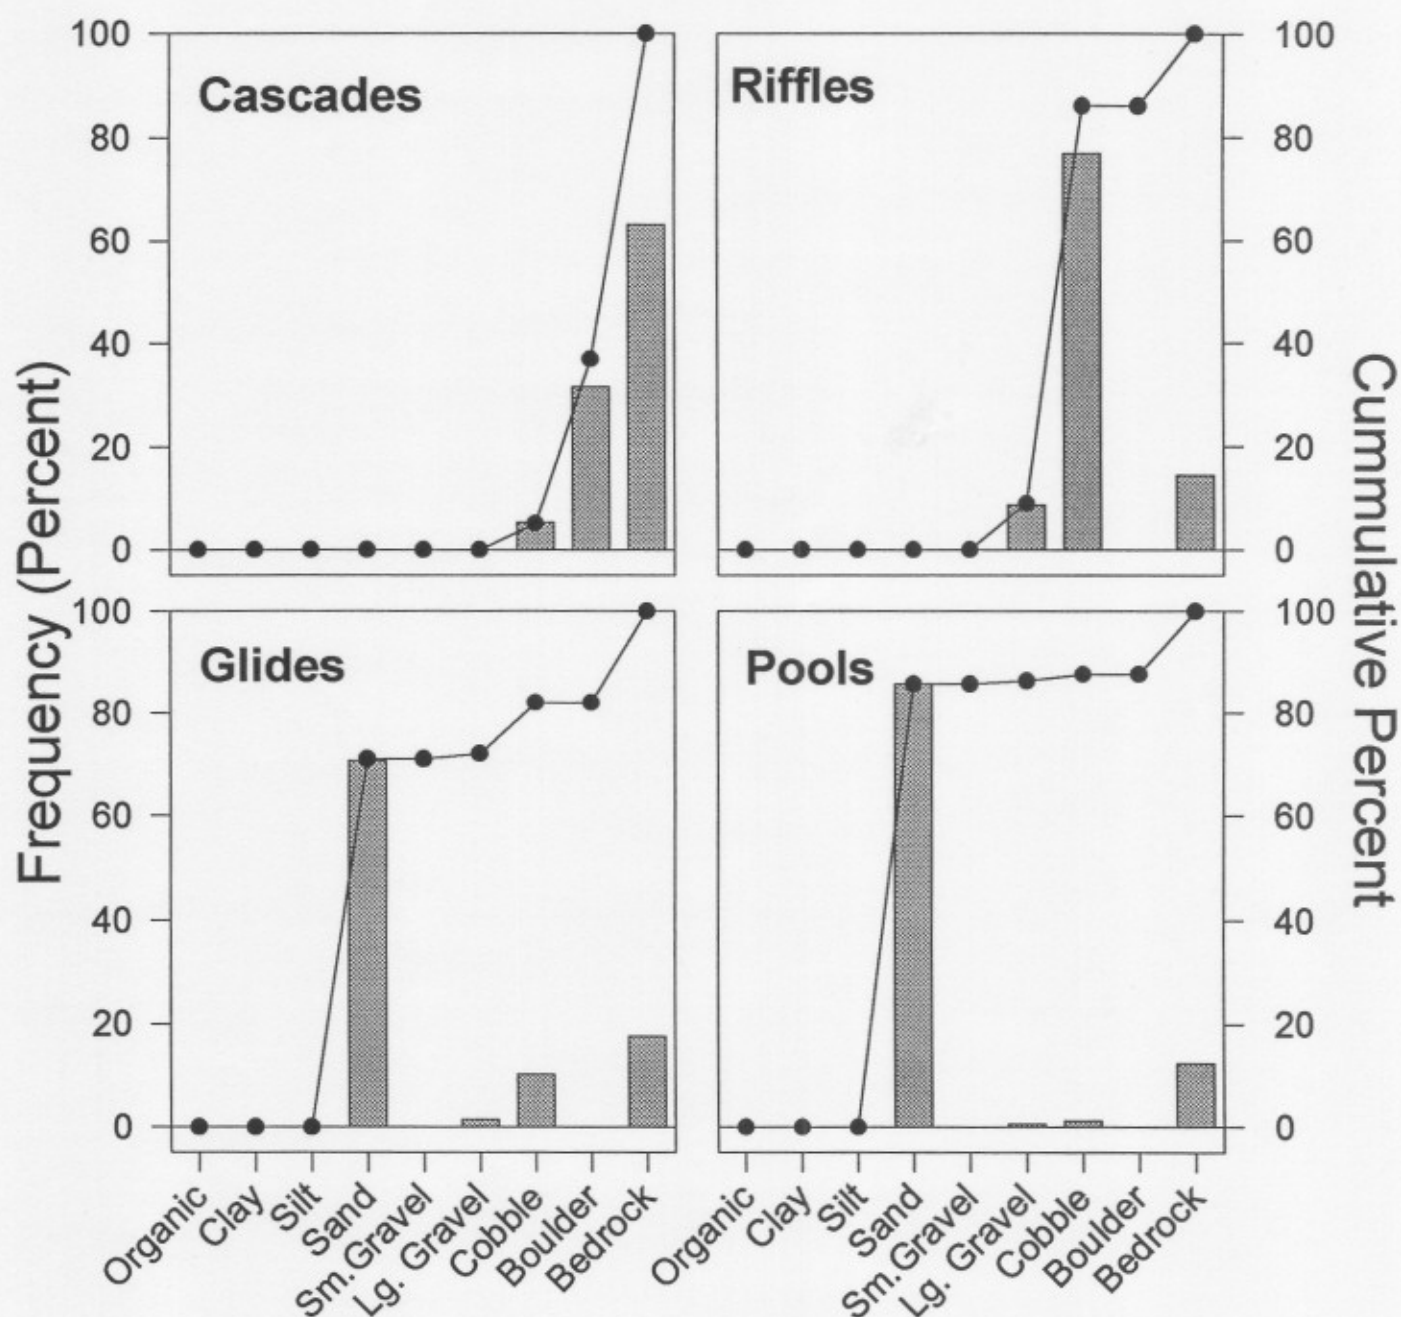 Cascades
Riffles
Glides
Pools
Frequency (Percent)
Cummulative Percent
100
80
60
40
20
0
100
80
60
40
20
0
100
80
60
40
20
0
100
80
60
40
20
0
Organic
Clay
Silt
Sand
Sm. Gravel
Lg. Gravel
Cobble
Boulder
Bedrock
Organic
Clay
Silt
Sand
Sm. Gravel
Lg. Gravel
Cobble
Boulder
Bedrock